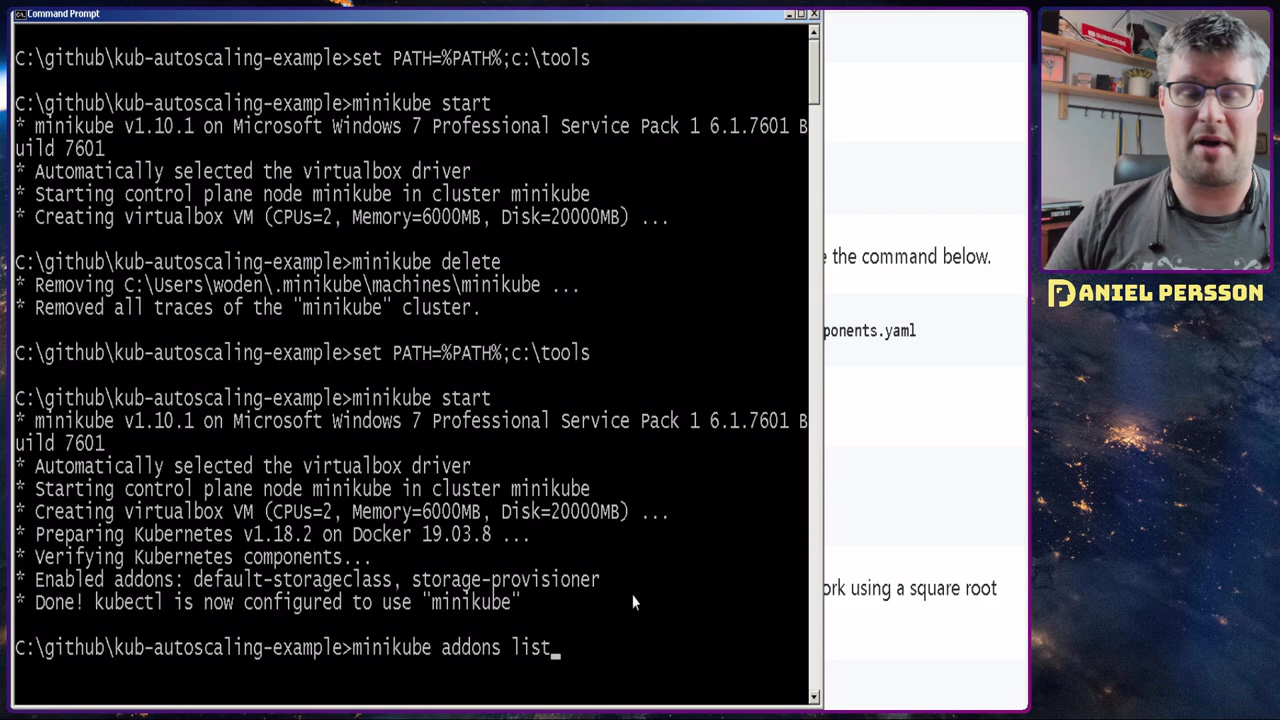 Command Prompt
C:\github\kub-autoscaling-example>set PATH=%PATH%;c:\tools
C:\github\kub-autoscaling-example>minikube start
* minikube v1.10.1 on Microsoft Windows 7 Professional Service Pack 1 6.1.7601 B
uild 7601
* Automatically selected the virtualbox driver
* Starting control plane node minikube in cluster minikube
* Creating virtualbox VM (CPUs=2, Memory=6000MB, Disk=20000MB) ...
C:\github\kub-autoscaling-example>minikube delete
* Removing C:\Users\woden\.minikube\machines\minikube ...
* Removed all traces of the "minikube" cluster.
C:\github\kub-autoscaling-example>set PATH=%PATH%;c:\tools
C:\github\kub-autoscaling-example>minikube start
* minikube v1.10.1 on Microsoft Windows 7 Professional Service Pack 1 6.1.7601 B
uild 7601
* Automatically selected the virtualbox driver
* Starting control plane node minikube in cluster minikube
* Creating virtualbox VM (CPUs=2, Memory=6000MB, Disk=20000MB) ...
* Preparing Kubernetes v1.18.2 on Docker 19.03.8 ...
* Verifying Kubernetes components...
* Enabled addons: default-storageclass, storage-provisioner
* Done! kubectl is now configured to use "minikube"
C:\github\kub-autoscaling-example>minikube addons list_
the command below.
ponents.yaml
ork using a square root
SUBSCRIBE
DANIEL PERSSON